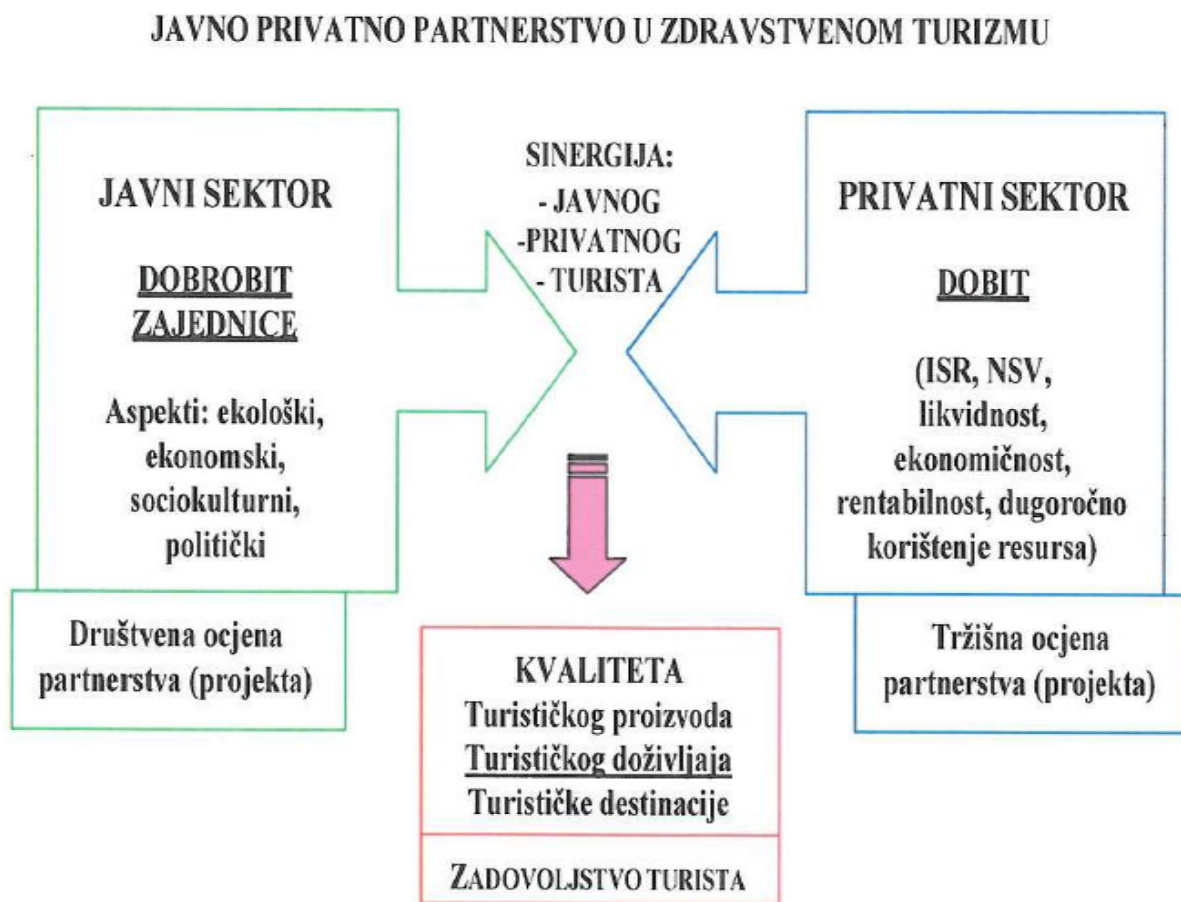 JAVNO PRIVATNO PARTNERSTVO U ZDRAVSTVENOM TURIZMU
JAVNI SEKTOR
DOBROBIT
ZAJEDNICE
Aspekti: ekološki,
ekonomski,
sociokulturni,
politički
Društvena ocjena
partnerstva (projekta)
SINERGIJA:
- JAVNOG
-PRIVATNOG
- TURISTA
PRIVATNI SEKTOR
DOBIT
(ISR, NSV,
likvidnost,
ekonomičnost,
rentabilnost, dugoročno
korištenje resursa)
Tržišna ocjena
partnerstva (projekta)
KVALITETA
Turističkog proizvoda
Turističkog doživljaja
Turističke destinacije
ZADOVOLJSTVO TURISTA